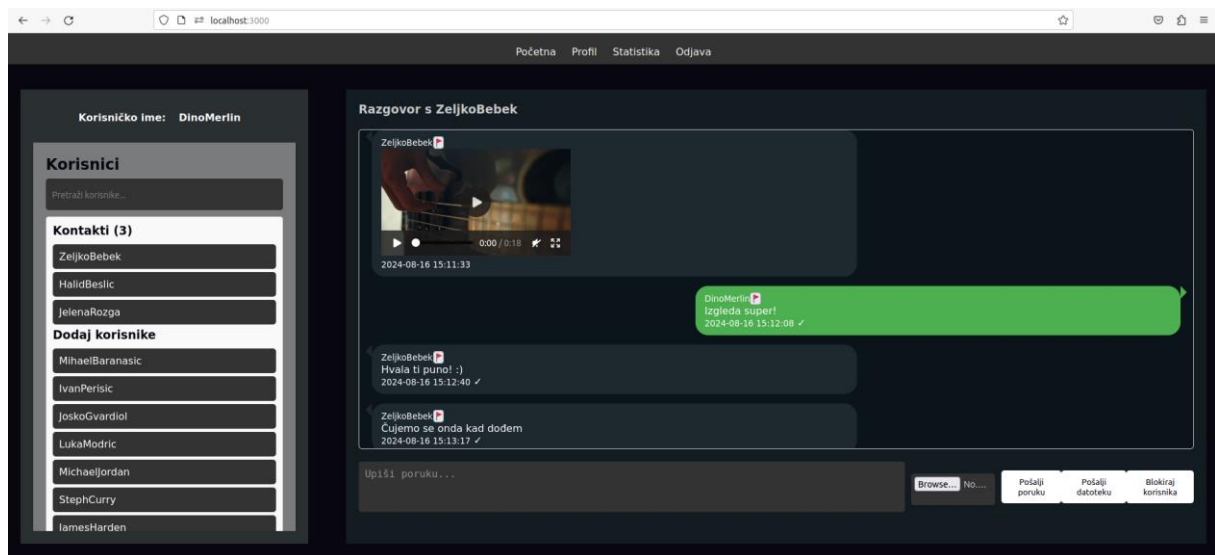 localhost:3000
Početna Profil Statistika Odjava
Korisničko ime: DinoMerlin
Korisnici
Pretraži korisnike...
Kontakti (3)
ZeljkoBebek
HalidBeslic
JelenaRozga
Dodaj korisnike
MihaelBaranasic
IvanPerisic
JoskoGvardiol
LukaModric
MichaelJordan
StephCurry
JamesHarden
Razgovor s ZeljkoBebek
ZeljkoBebek
0:00 / 0:18
2024-08-16 15:11:33
DinoMerlin
Izgleda super!
2024-08-16 15:12:08 ✓
ZeljkoBebek
Hvala ti puno! :)
2024-08-16 15:12:40 ✓
ZeljkoBebek
Čujemo se onda kad dođem
2024-08-16 15:13:17 ✓
Upiši poruku...
Browse... No....
Pošalji
poruku
Pošalji
datoteku
Blokiraj
korisnika